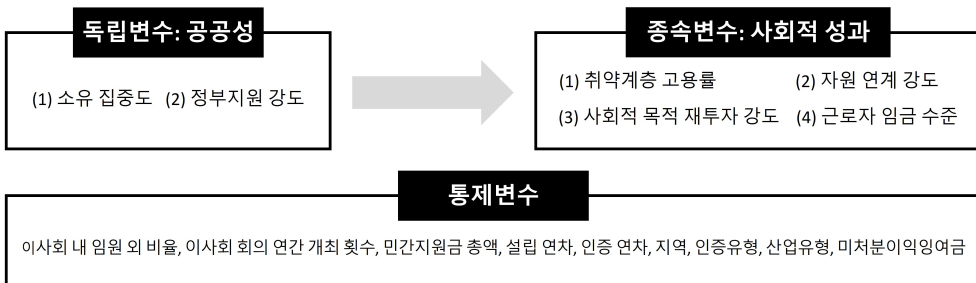 독립변수: 공공성
(1) 소유 집중도 (2) 정부지원 강도
종속변수: 사회적 성과
(1) 취약계층 고용률 (2) 자원 연계 강도
(3) 사회적 목적 재투자 강도 (4) 근로자 임금 수준
통제변수
이사회 내 임원 외 비율, 이사회 회의 연간 개최 횟수, 민간지원금 총액, 설립 연차, 인증 연차, 지역, 인증유형, 산업유형, 미처분이익잉여금